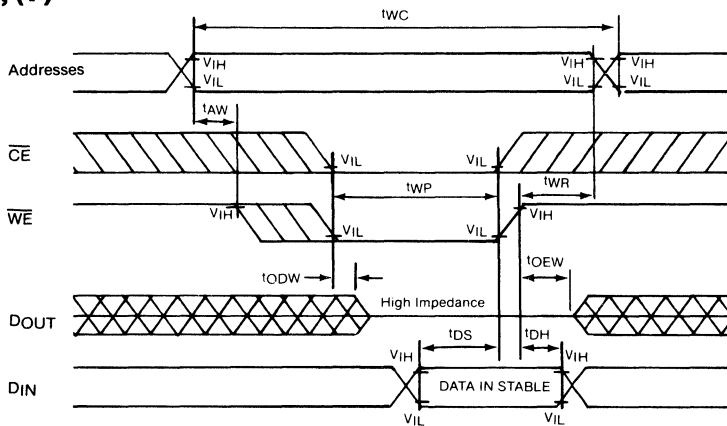 tWC
Addresses
VIH
VIL
VIH
VIL
VIH
VIL
tAW
CE
VIL
VIL
tWP
tWR
WE
VIH
VIL
VIL
VIH
tODW
tOEW
DOUT
High Impedance
tDS
tDH
VIH
VIH
DIN
DATA IN STABLE
VIL
VIL